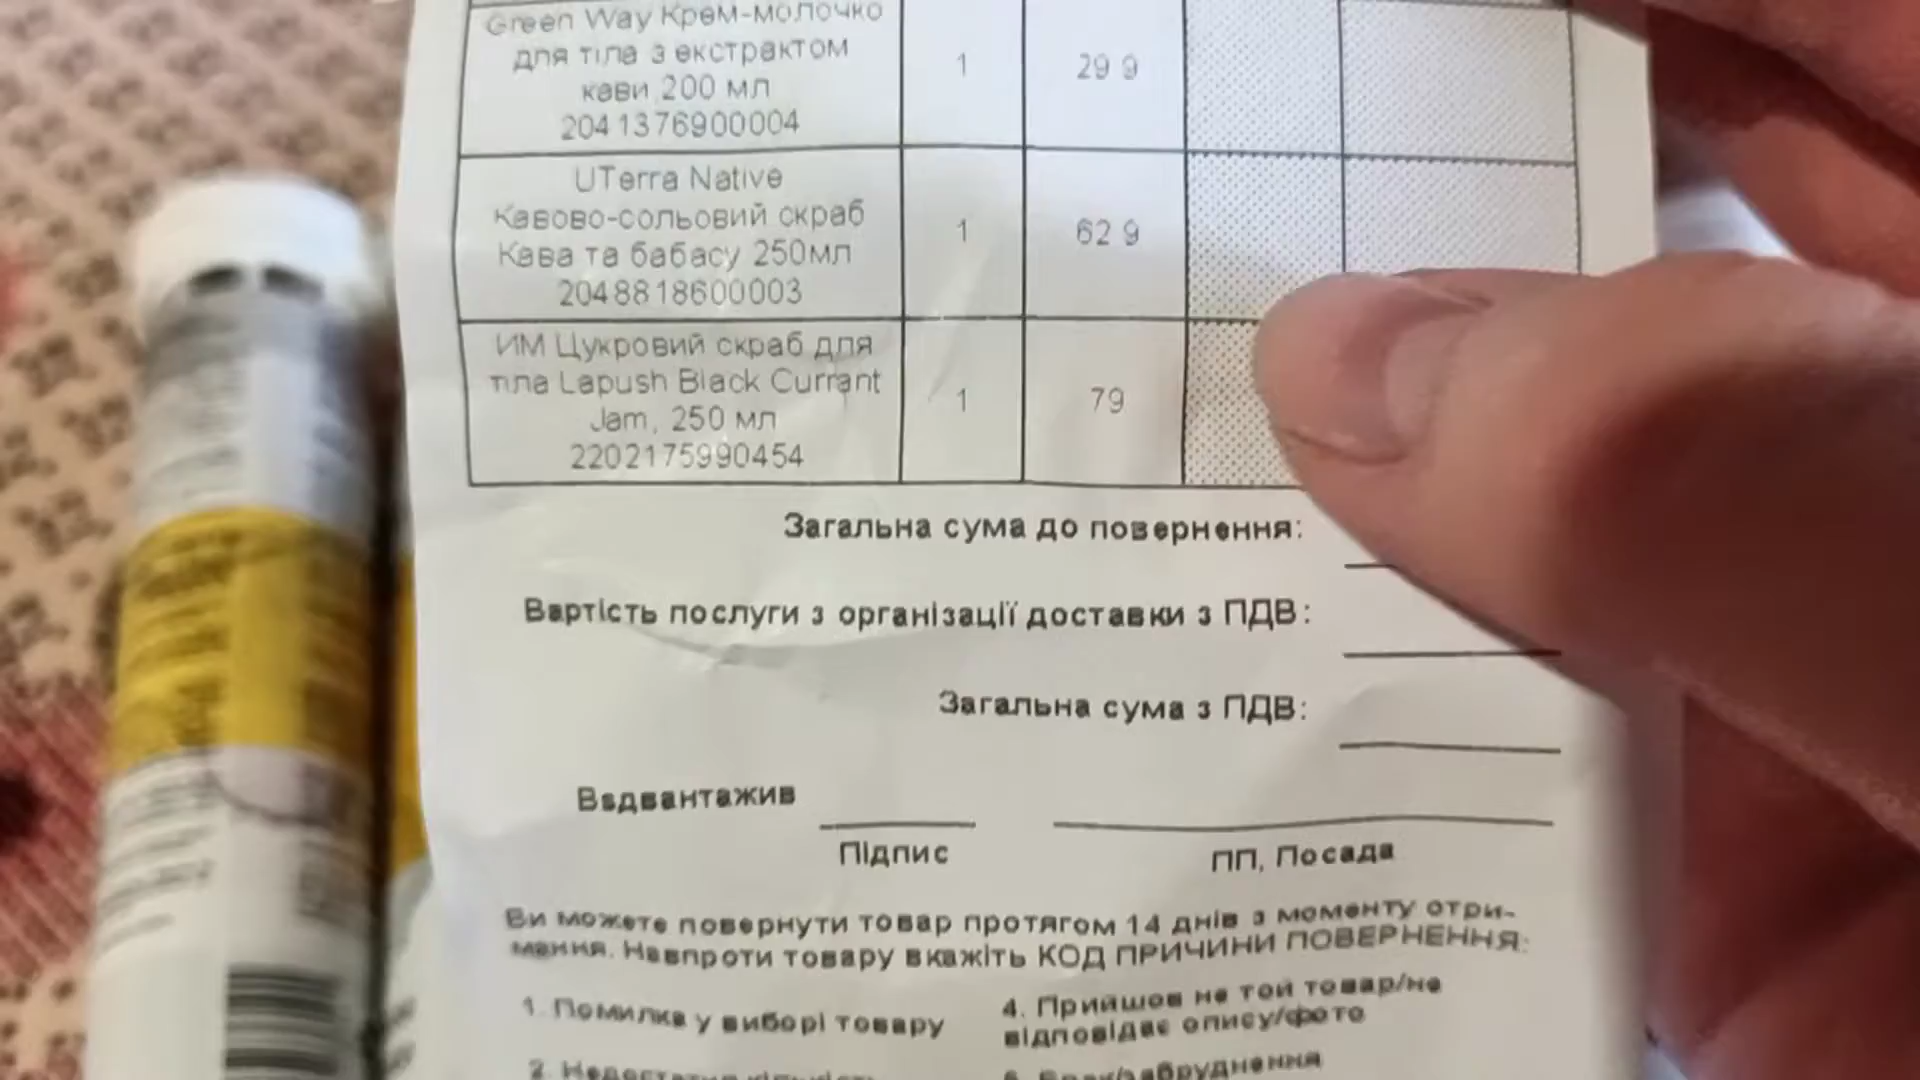 Green Way Крем-молочко
для тіла з екстрактом
кави 200 мл
2041376900004
1
29 9
UTerra Native
Кавово-сольовий скраб
Кава та бабасу 250мл
2048818600003
1
62 9
ИМ Цукровий скраб для
тіла Lapush Black Currant
Jam, 250 мл
2202175990454
1
79
Загальна сума до повернення:
Вартість послуги з організації доставки з ПДВ:
Загальна сума з ПДВ:
Ввдвантажив
Підпис
ПП, Посада
Ви можете повернути товар протягом 14 днів з моменту отри-
мання. Навпроти товару вкажіть КОД ПРИЧИНИ ПОВЕРНЕННЯ:
1. Помилка у виборі товару
4. Прийшов не той товар/не
відповідає опису/фото